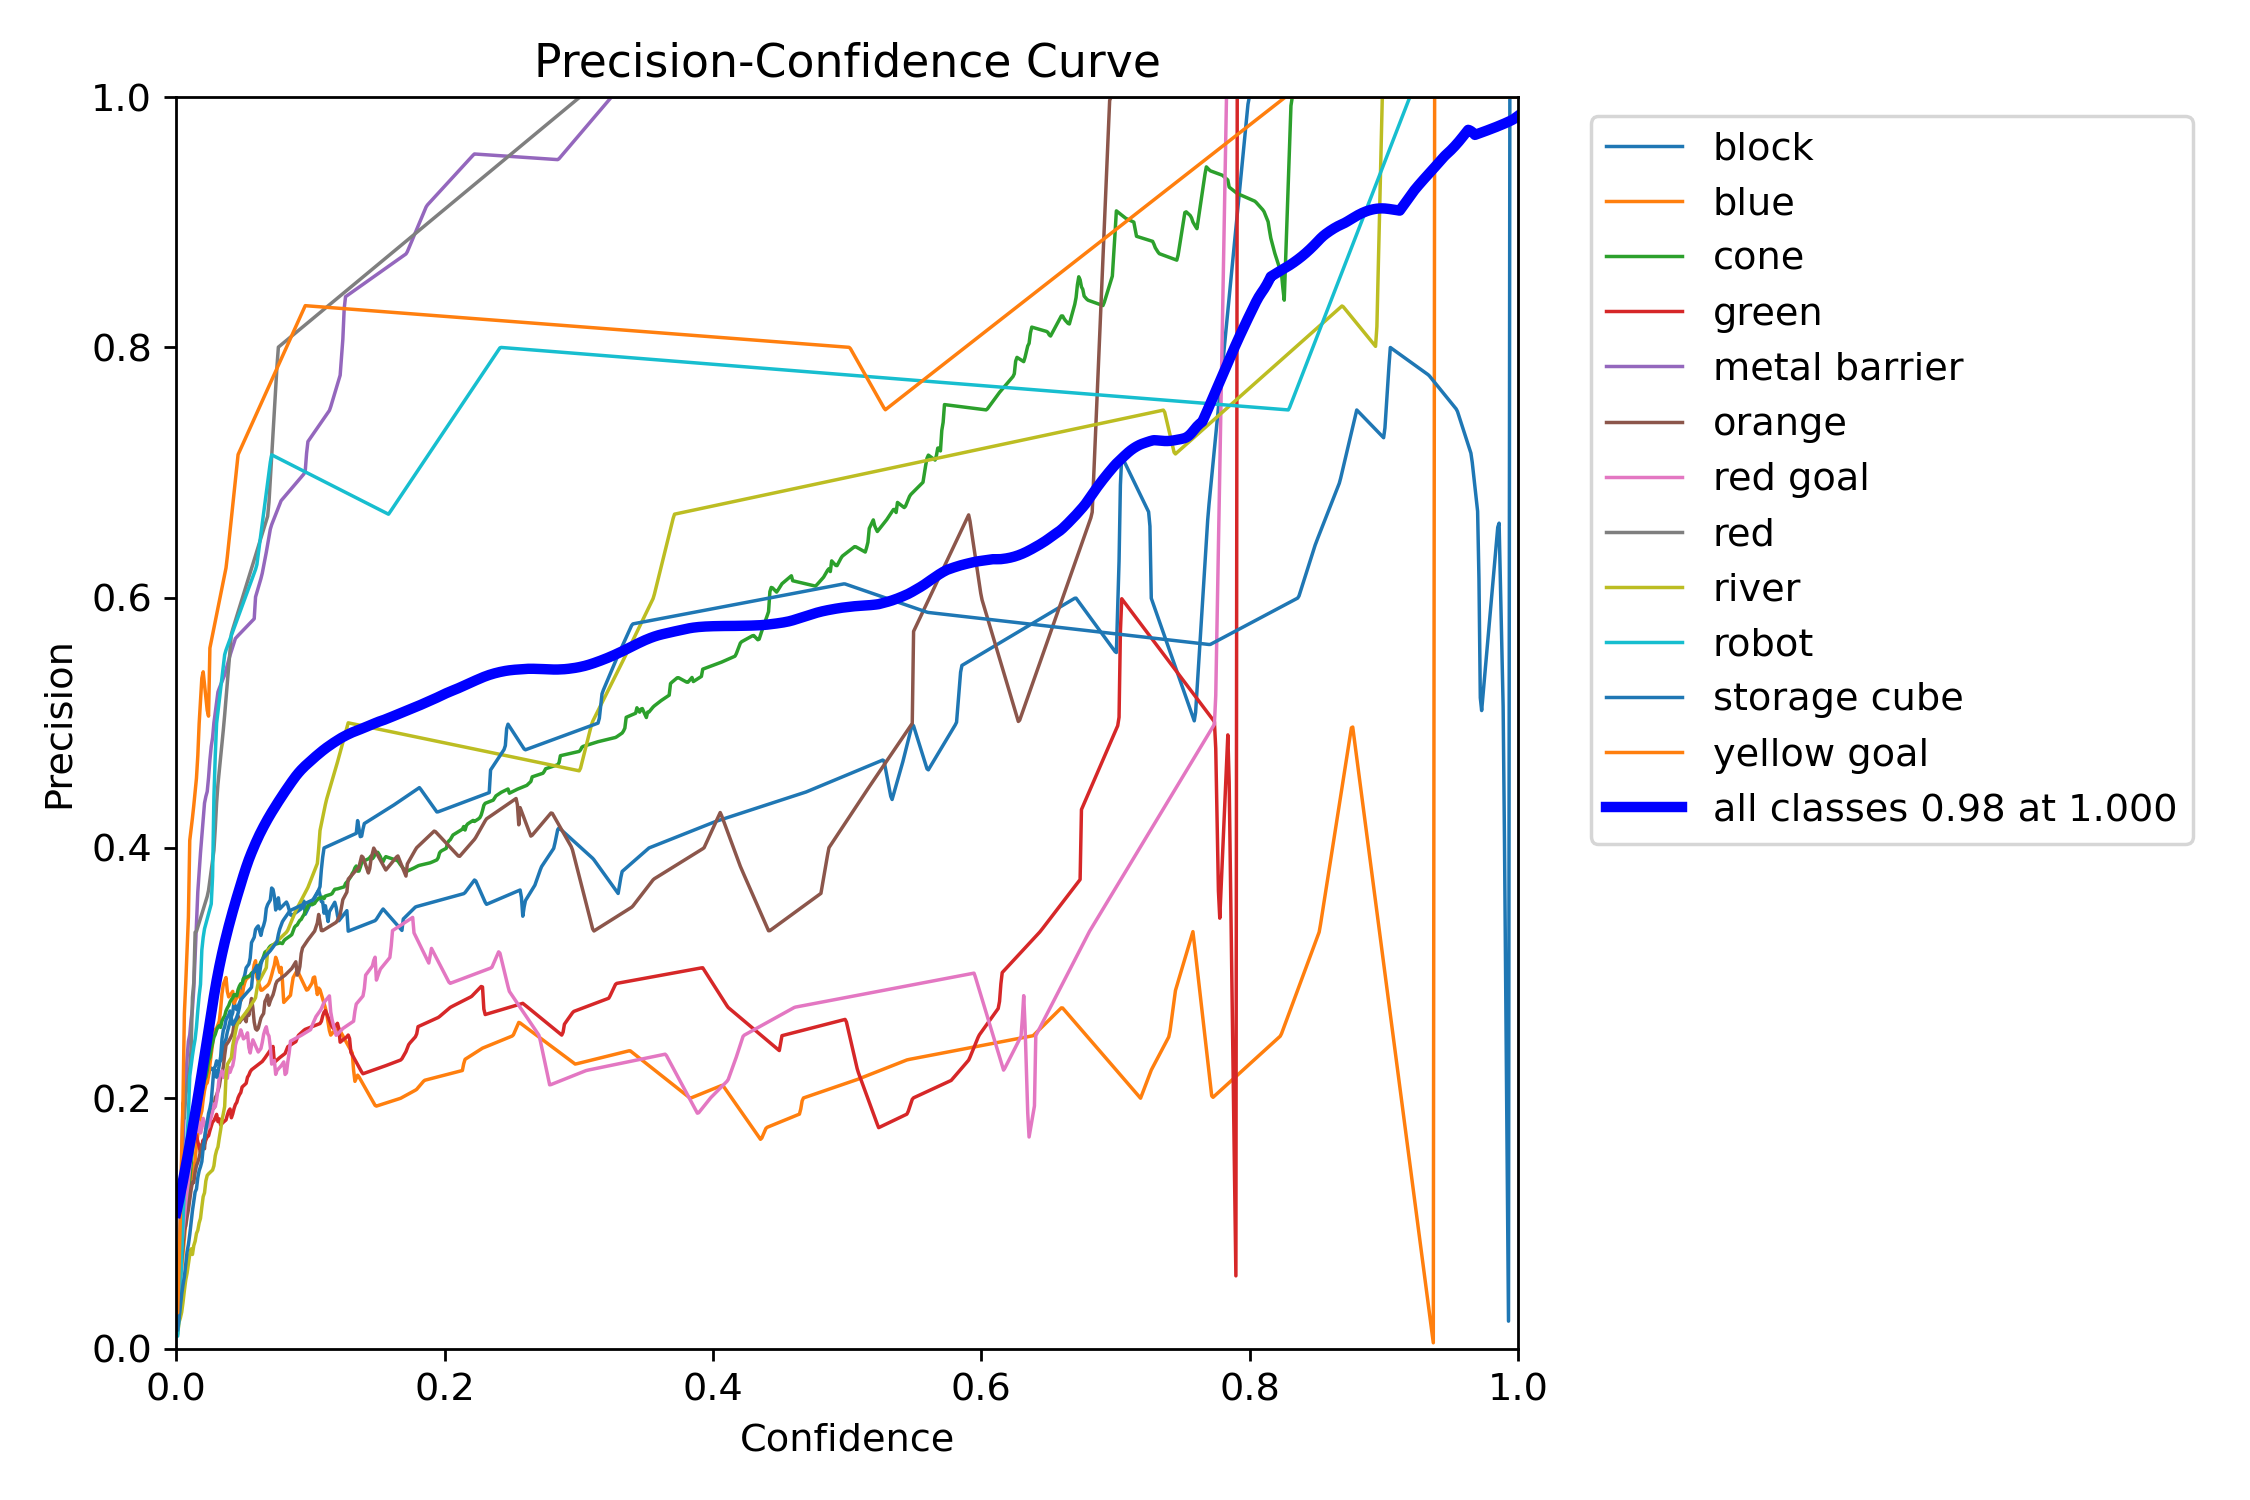 Precision-Confidence Curve
1.0
0.8
0.6
0.4
0.2
0.0
Precision
0.0 0.2 0.4 0.6 0.8 1.0
Confidence
block
blue
cone
green
metal barrier
orange
red goal
red
river
robot
storage cube
yellow goal
all classes 0.98 at 1.000